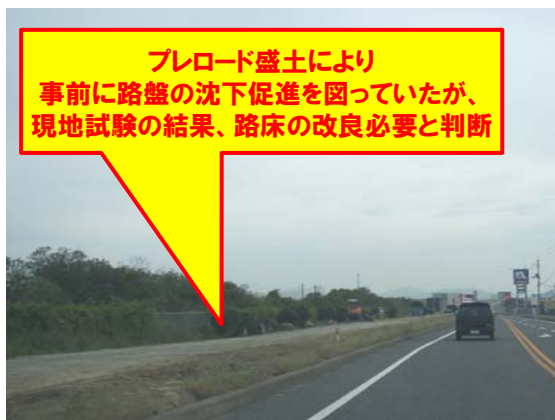 プレロード盛土により
事前に路盤の沈下促進を図っていたが、
現地試験の結果、路床の改良必要と判断